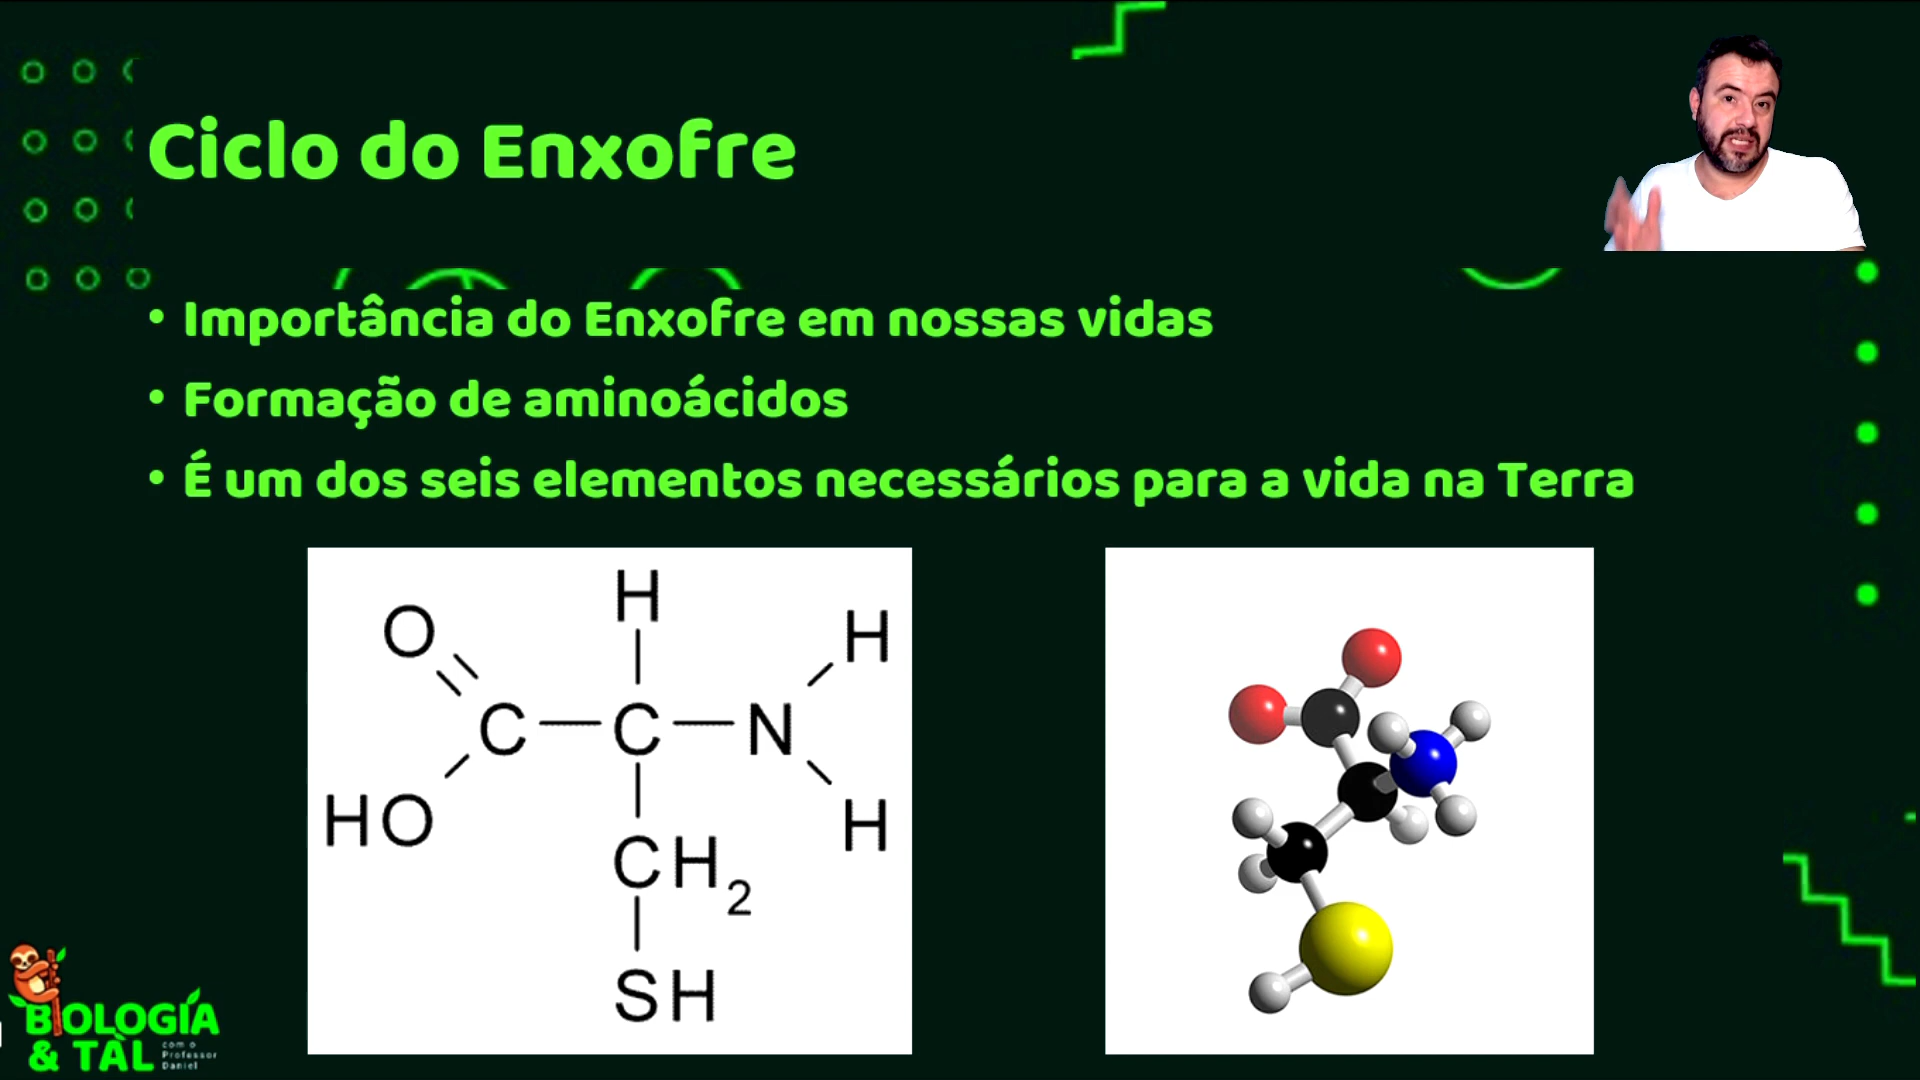 Ciclo do Enxofre
• Importância do Enxofre em nossas vidas
• Formação de aminoácidos
• É um dos seis elementos necessários para a vida na Terra
H
O H
C C N
HO H
CH2
SH
BIOLOGIA
& TAL
com o
Professor
Daniel